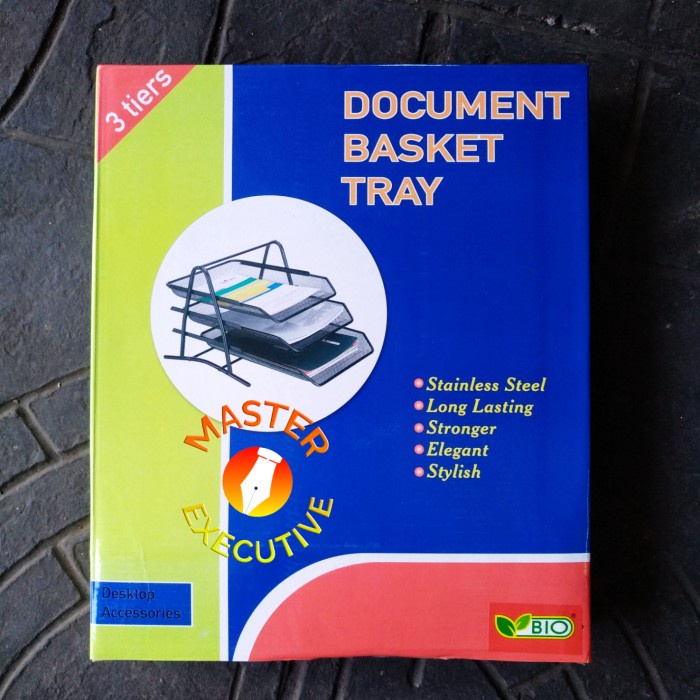 3 tiers
DOCUMENT
BASKET
TRAY
Stainless Steel
Long Lasting
Stronger
Elegant
Stylish
MASTER
EXECUTIVE
Desktop
Accessories
BIO